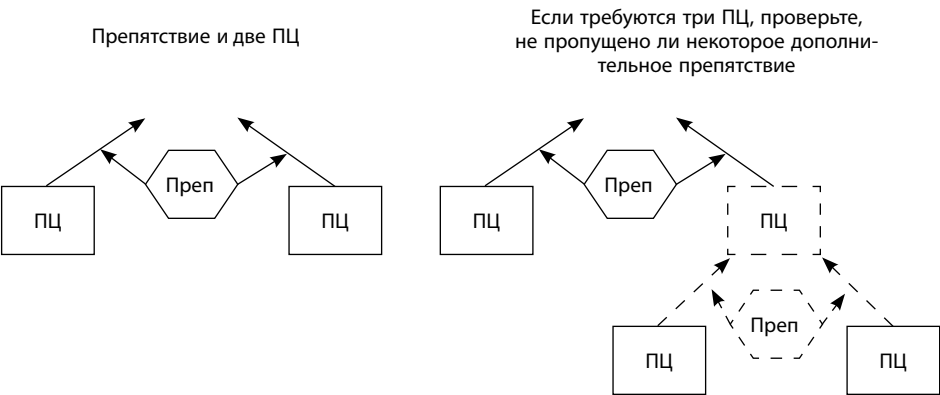 Препятствие и две ПЦ
Если требуются три ПЦ, проверьте,
не пропущено ли некоторое дополни-
тельное препятствие
ПЦ
Преп
ПЦ
ПЦ
Преп
ПЦ
Преп
ПЦ
ПЦ